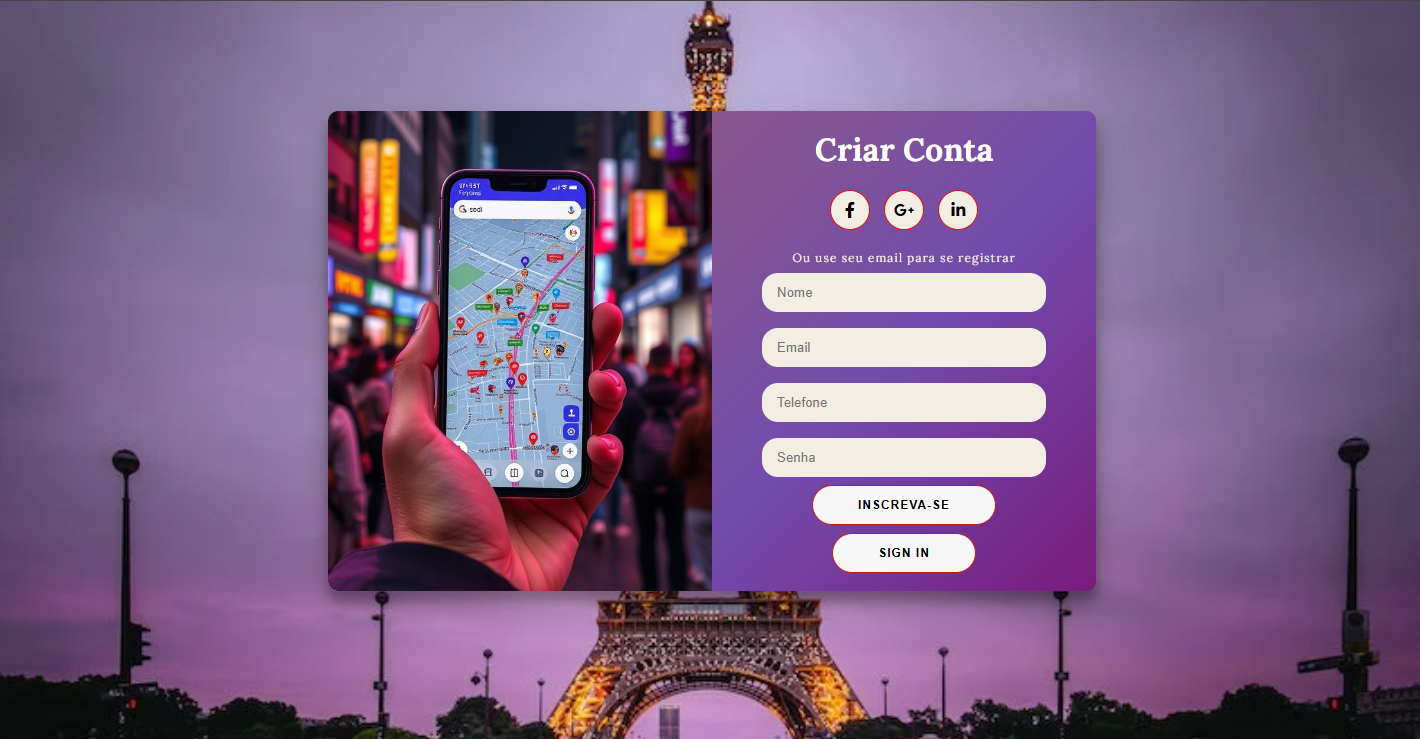 Criar Conta
f
G+
in
Ou use seu email para se registrar
Nome
Email
Telefone
Senha
INSCREVA-SE
SIGN IN